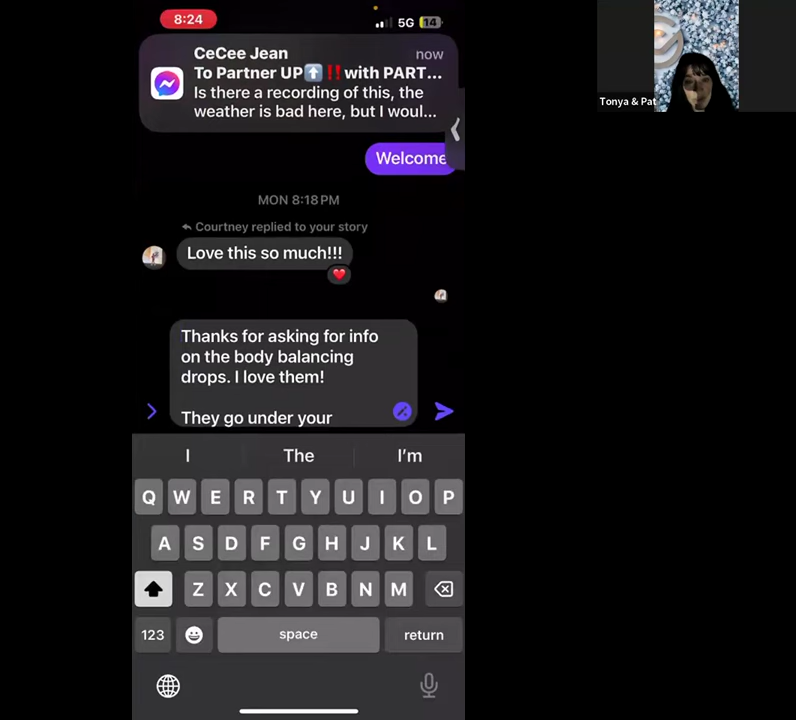 8:24
5G 14
CeCee Jean now
To Partner UP⬆️‼️with PART...
Is there a recording of this, the
weather is bad here, but I woul...
Welcome
MON 8:18 PM
Courtney replied to your story
Love this so much!!!
Thanks for asking for info
on the body balancing
drops. I love them!
They go under your
I The I’m
Q W E R T Y U I O P
A S D F G H J K L
Z X C V B N M
123 space return
Tonya & Pat